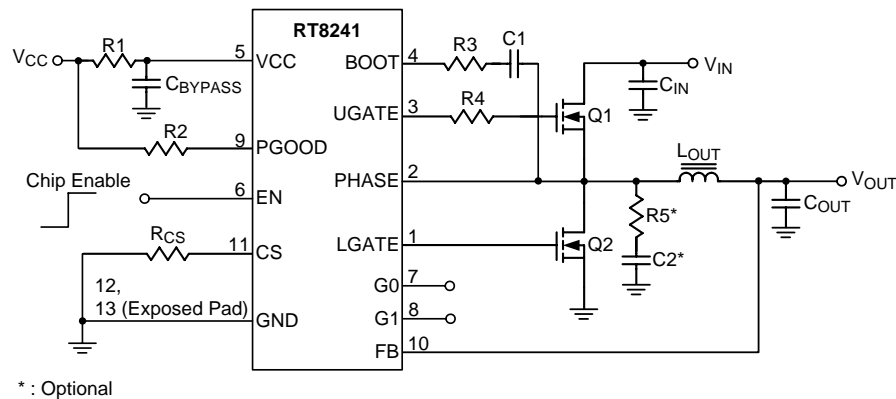 RT8241
VCC
R1
5
VCC
CBYPASS
R2
9
PGOOD
Chip Enable
6
EN
RCS
11
CS
12,
13 (Exposed Pad)
GND
BOOT
4
R3
C1
UGATE
3
R4
Q1
VIN
CIN
PHASE
2
LOUT
VOUT
COUT
R5*
C2*
LGATE
1
Q2
G0
7
G1
8
FB
10
* : Optional